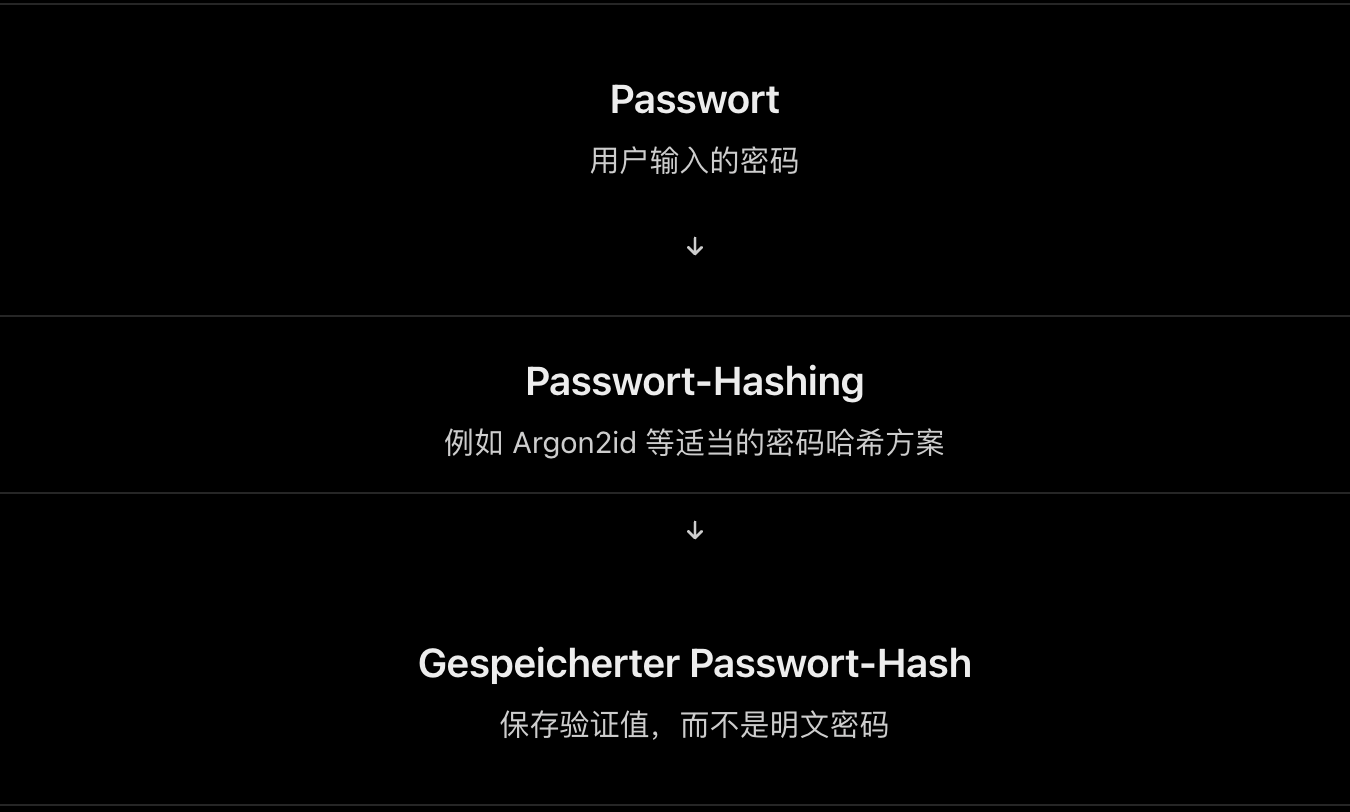 Passwort
用户输入的密码
↓
Passwort-Hashing
例如 Argon2id 等适当的密码哈希方案
↓
Gespeicherter Passwort-Hash
保存验证值，而不是明文密码